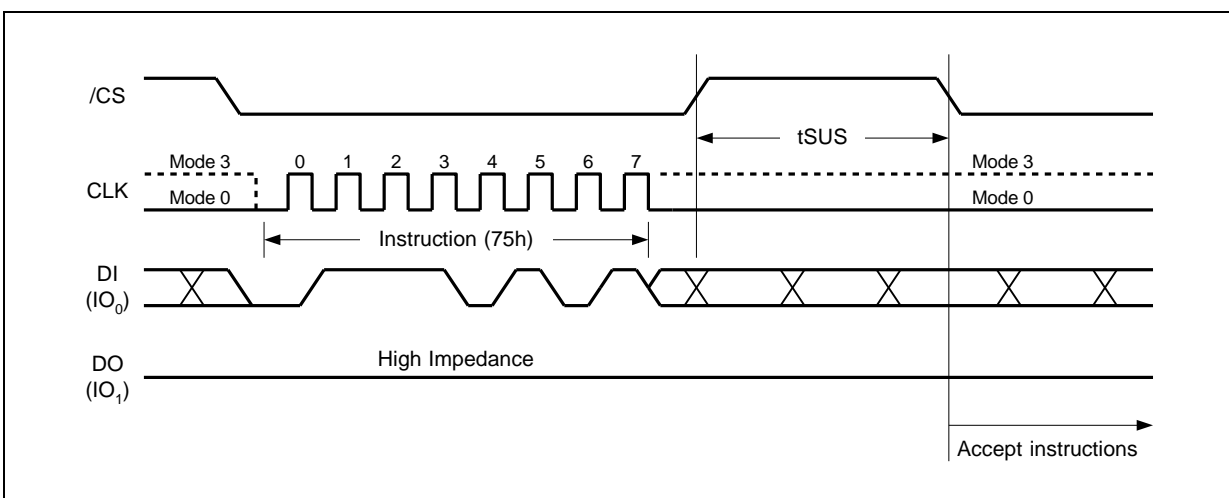 /CS
tSUS
Mode 3
0 1 2 3 4 5 6 7
Mode 3
CLK
Mode 0
Mode 0
Instruction (75h)
DI
(IO₀)
High Impedance
DO
(IO₁)
Accept instructions